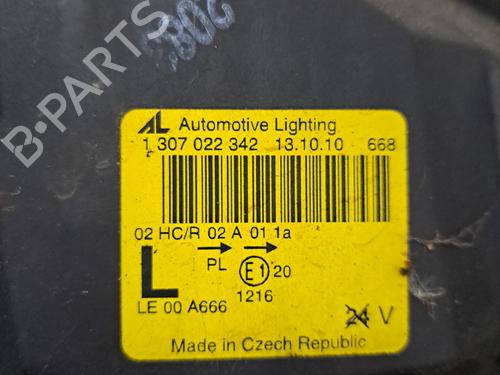 B-PARTS
AL Automotive Lighting
1 307 022 342 13.10.10 668
02 HC/R 02 A 01 1a
PL E1 20
L
LE 00 A666 1216
24 V
Made in Czech Republic